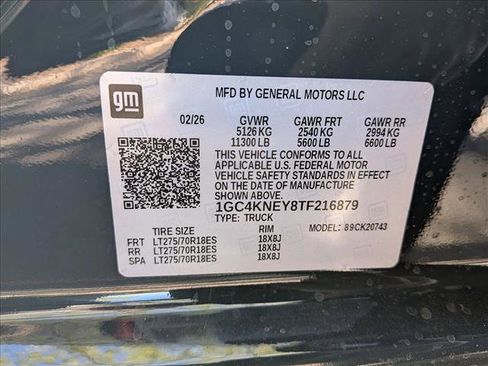 gm
MFD BY GENERAL MOTORS LLC
02/26 GVWR GAWR FRT GAWR RR
5126 KG 2540 KG 2994 KG
11300 LB 5600 LB 6600 LB
THIS VEHICLE CONFORMS TO ALL
APPLICABLE U.S. FEDERAL MOTOR
VEHICLE SAFETY STANDARDS IN EFFECT
ON THE DATE OF MANUFACTURE
SHOWN ABOVE.
1GC4KNEY8TF216879
TYPE: TRUCK MODEL: 89CK20743
TIRE SIZE RIM
FRT LT275/70R18ES 18X8J
RR LT275/70R18ES 18X8J
SPA LT275/70R18ES 18X8J